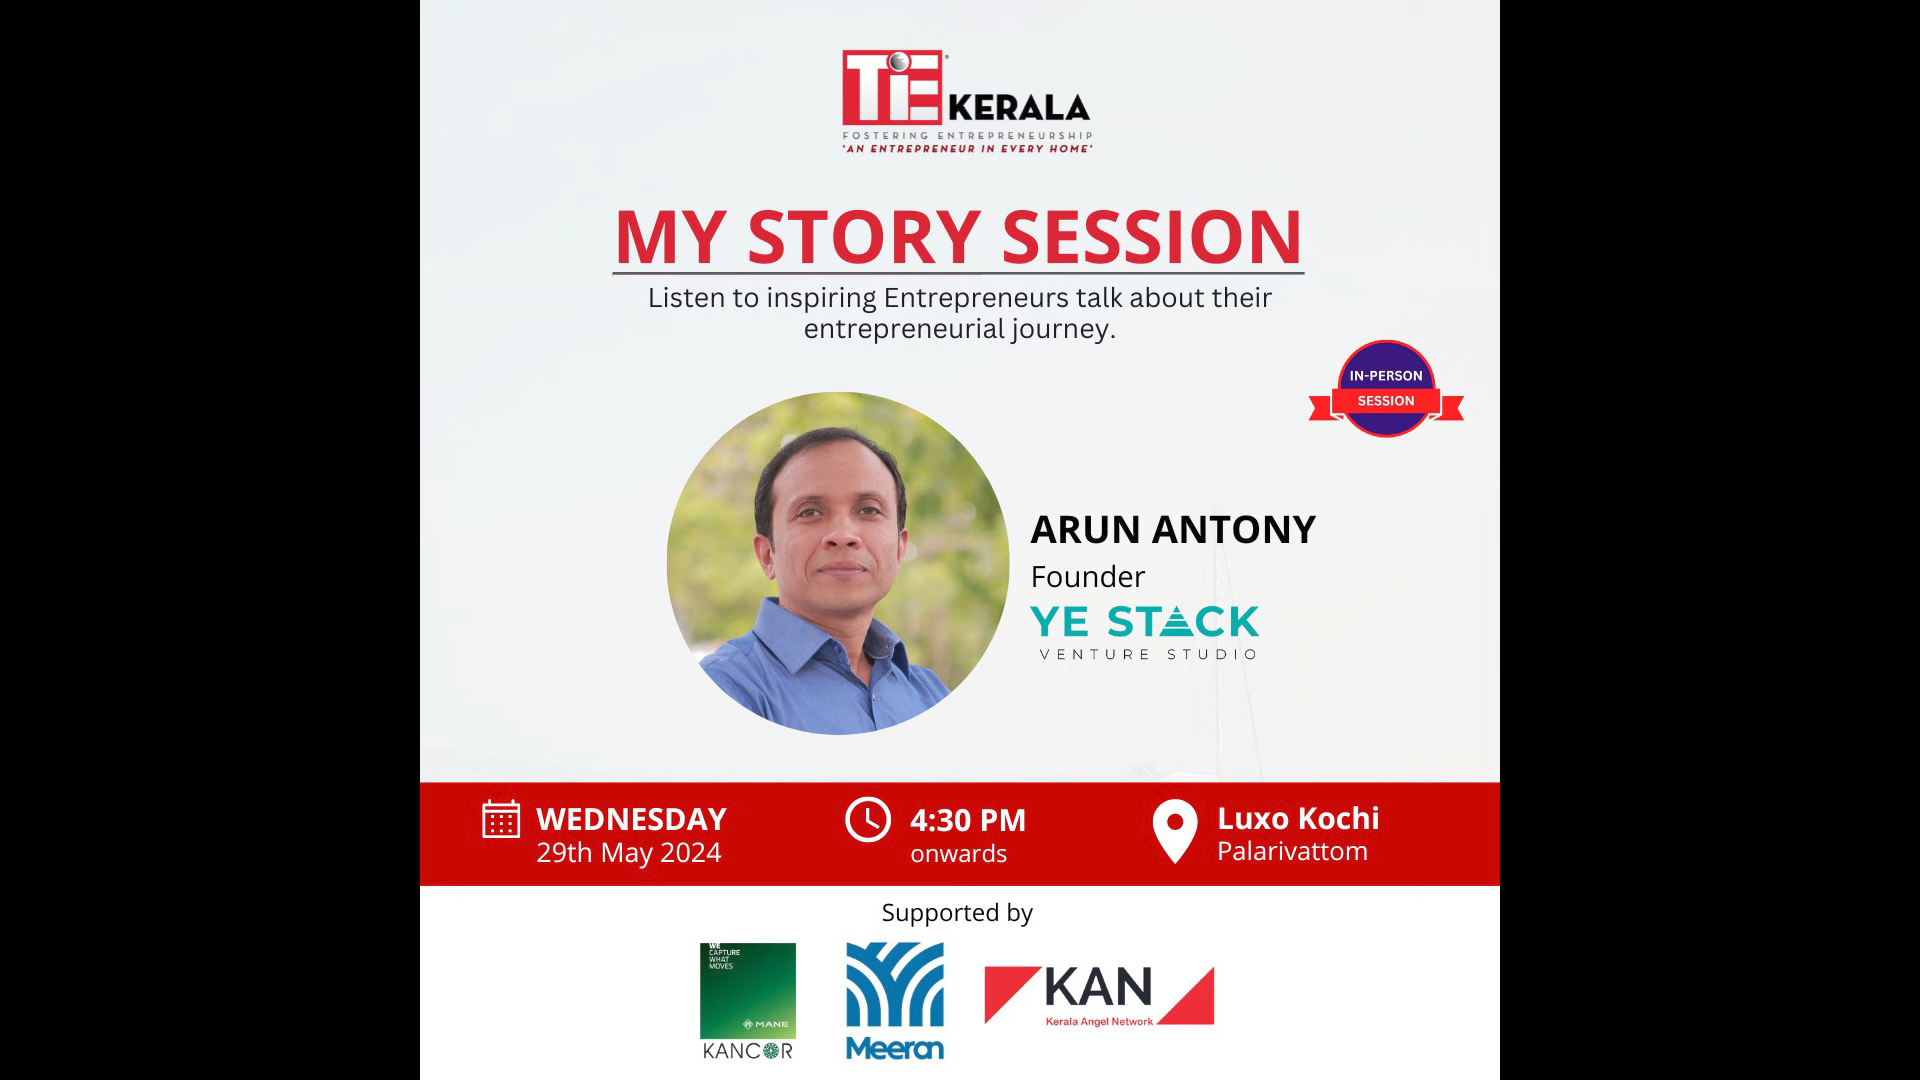 TiE KERALA
FOSTERING ENTREPRENEURSHIP
'AN ENTREPRENEUR IN EVERY HOME'
MY STORY SESSION
Listen to inspiring Entrepreneurs talk about their
entrepreneurial journey.
IN-PERSON
SESSION
ARUN ANTONY
Founder
YE STACK
VENTURE STUDIO
WEDNESDAY
29th May 2024
4:30 PM
onwards
Luxo Kochi
Palarivattom
Supported by
WE
CAPTURE
WHAT
MOVES
MANE
KANCOR
Meeran
KAN
Kerala Angel Network